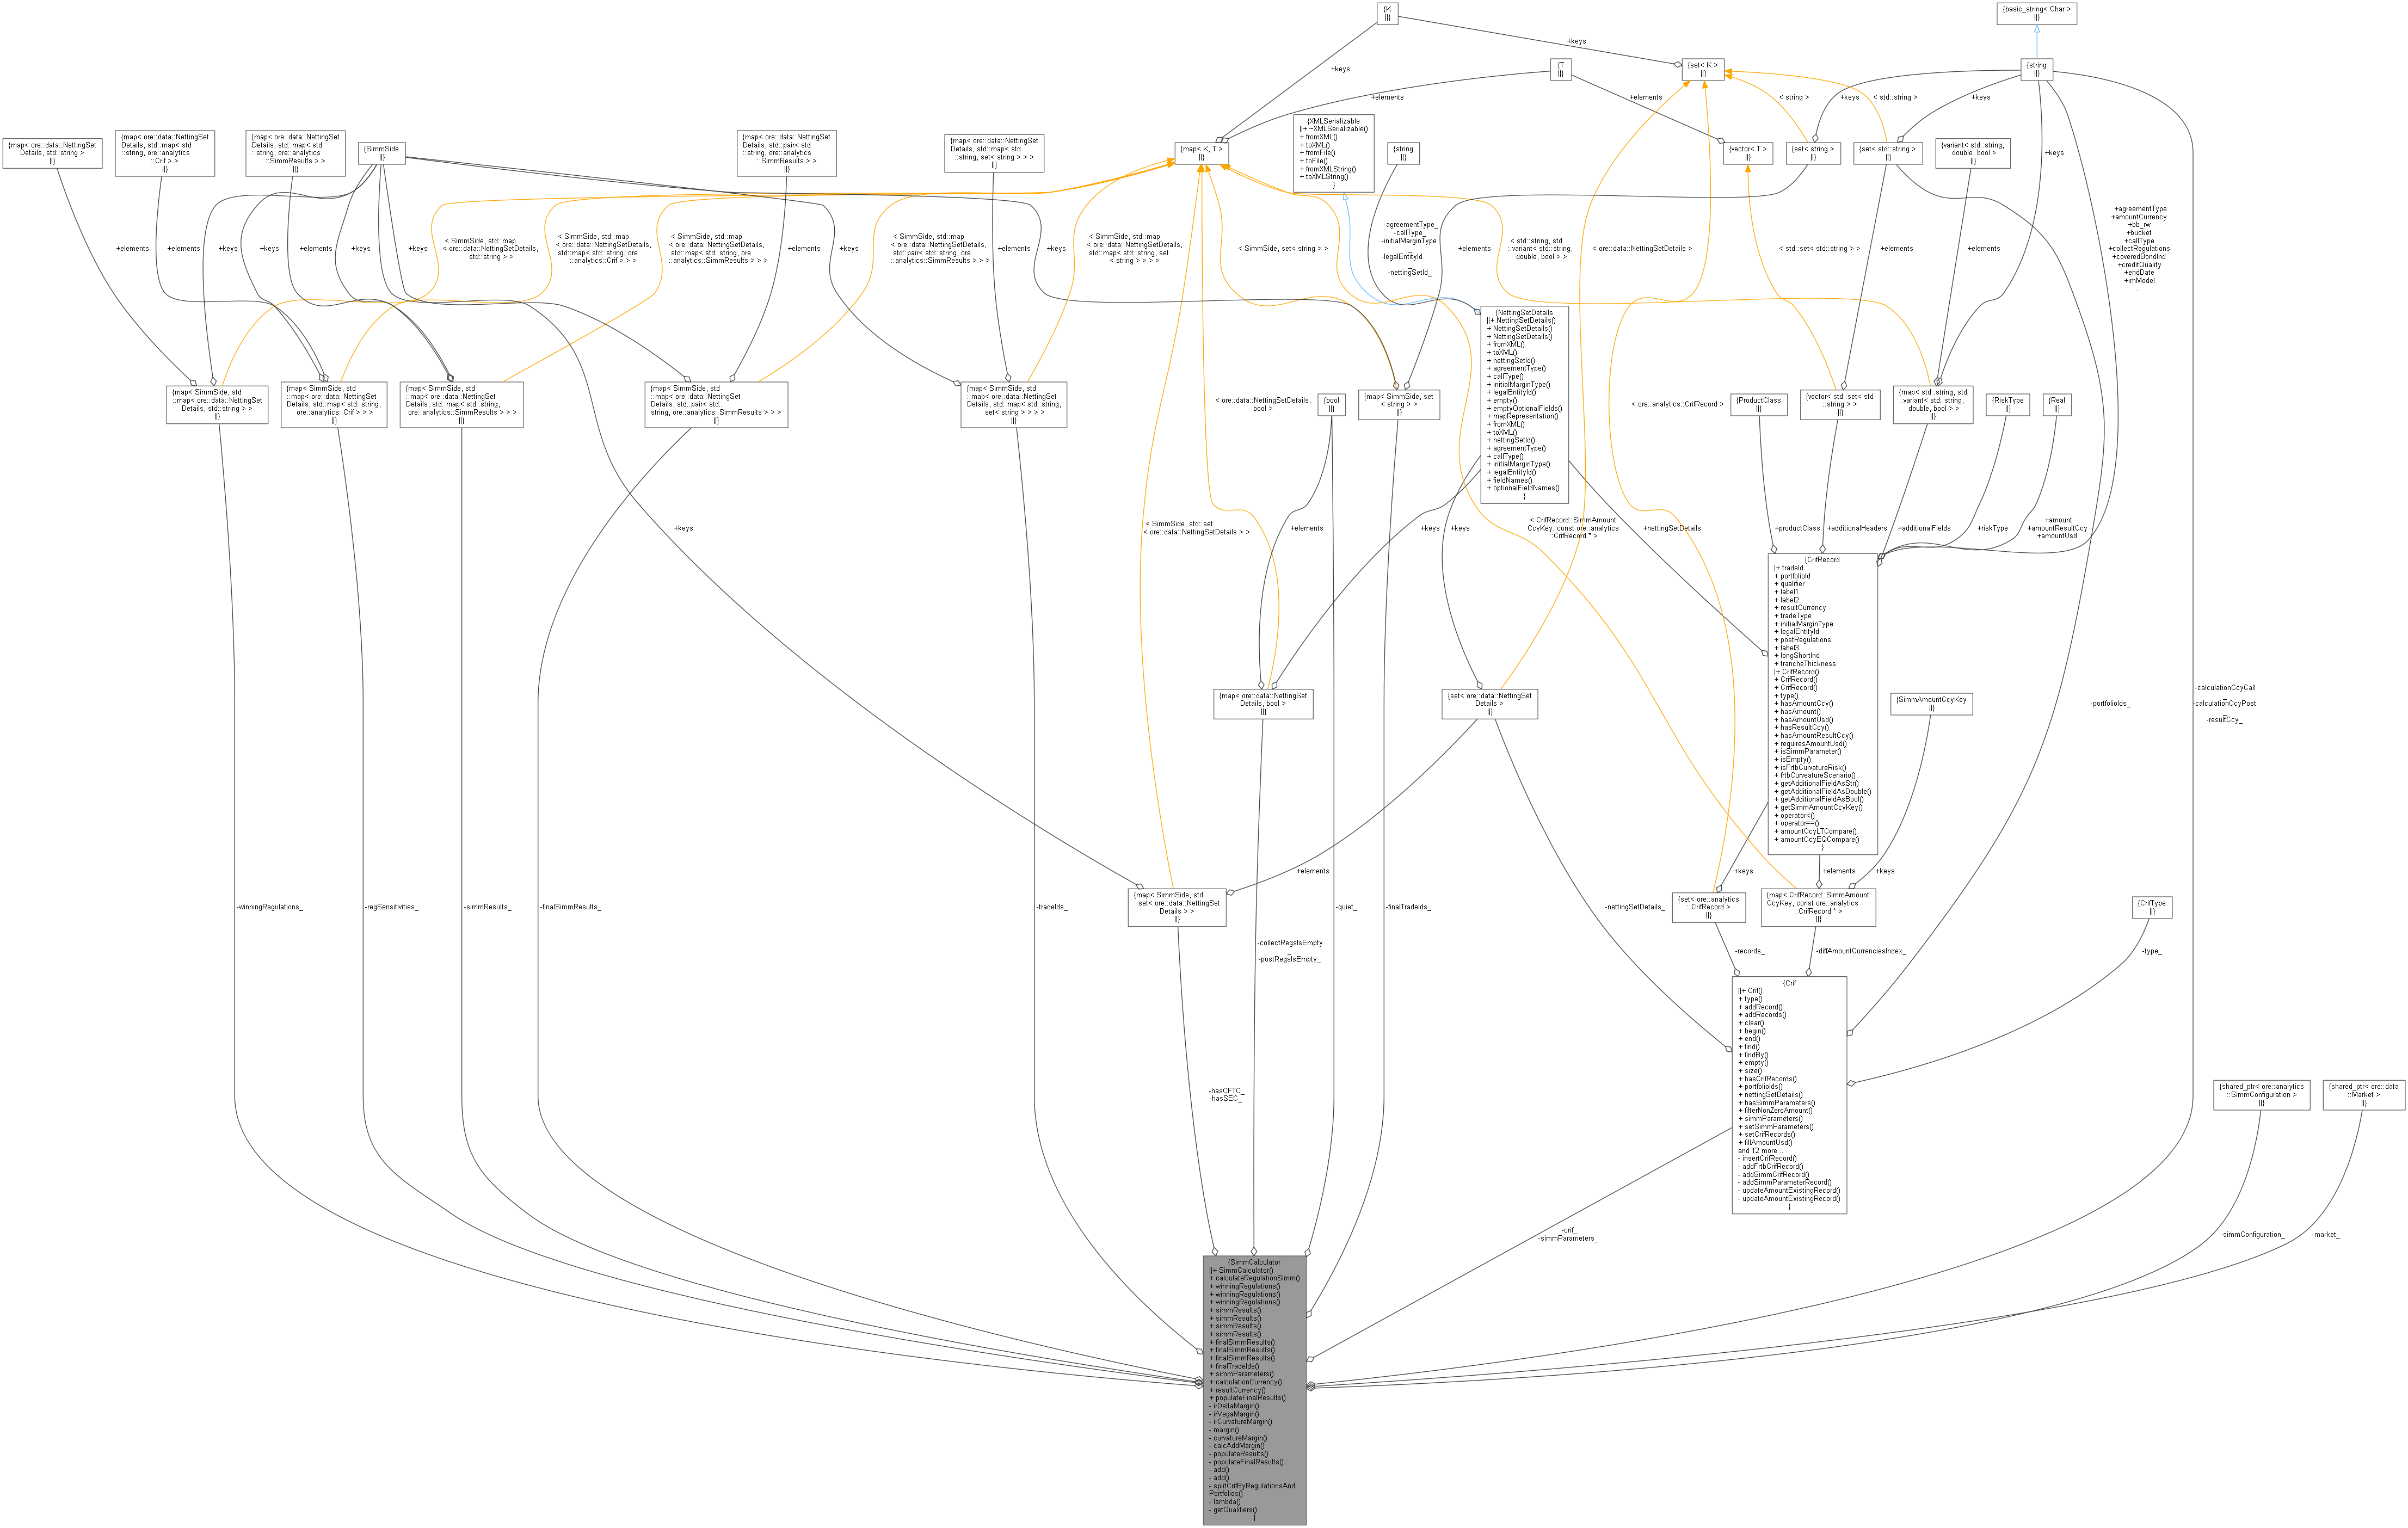 {K
||}
{basic_string< Char >
||}
+keys
{T
||}
{set< K >
||}
{string
||}
+keys
+elements
+elements
< string >
+keys
< std::string >
+keys
{map< ore::data::NettingSet
Details, std::string >
||}
{map< ore::data::NettingSet
Details, std::map< std
::string, ore::analytics
::Crif > >
||}
{map< ore::data::NettingSet
Details, std::map< std
::string, ore::analytics
::SimmResults > >
||}
{SimmSide
||}
{map< ore::data::NettingSet
Details, std::pair< std
::string, ore::analytics
::SimmResults > >
||}
{map< ore::data::NettingSet
Details, std::map< std
::string, set< string > > >
||}
{map< K, T >
||}
{XMLSerializable
||+ ~XMLSerializable()
+ fromXML()
+ toXML()
+ fromFile()
+ toFile()
+ fromXMLString()
+ toXMLString()
}
{string
||}
{vector< T >
||}
{set< string >
||}
{set< std::string >
||}
{variant< std::string,
double, bool >
||}
+keys
+elements
+keys
+elements
+keys
+elements
+keys
+keys
< SimmSide, std::map
< ore::data::NettingSetDetails,
std::string > >
< SimmSide, std::map
< ore::data::NettingSetDetails,
std::map< std::string, ore
::analytics::Crif > > >
< SimmSide, std::map
< ore::data::NettingSetDetails,
std::map< std::string, ore
::analytics::SimmResults > > >
+elements
+keys
< SimmSide, std::map
< ore::data::NettingSetDetails,
std::pair< std::string, ore
::analytics::SimmResults > > >
+elements
+keys
< SimmSide, std::map
< ore::data::NettingSetDetails,
std::map< std::string, set
< string > > > >
< SimmSide, set< string > >
-agreementType_
-callType_
-initialMarginType
_
-legalEntityId
_
-nettingSetId_
+elements
< std::string, std
::variant< std::string,
double, bool > >
< ore::data::NettingSetDetails >
< std::set< std::string > >
+elements
+elements
+agreementType
+amountCurrency
+bb_rw
+bucket
+callType
+collectRegulations
+coveredBondInd
+creditQuality
+endDate
+imModel
...
{map< SimmSide, std
::map< ore::data::NettingSet
Details, std::string > >
||}
{map< SimmSide, std
::map< ore::data::NettingSet
Details, std::map< std::string,
ore::analytics::Crif > > >
||}
{map< SimmSide, std
::map< ore::data::NettingSet
Details, std::map< std::string,
ore::analytics::SimmResults > > >
||}
{map< SimmSide, std
::map< ore::data::NettingSet
Details, std::pair< std::
string, ore::analytics::SimmResults > > >
||}
{map< SimmSide, std
::map< ore::data::NettingSet
Details, std::map< std::string,
set< string > > > >
||}
< ore::data::NettingSetDetails,
bool >
{bool
||}
{map< SimmSide, set
< string > >
||}
{NettingSetDetails
||+ NettingSetDetails()
+ NettingSetDetails()
+ NettingSetDetails()
+ fromXML()
+ toXML()
+ nettingSetId()
+ agreementType()
+ callType()
+ initialMarginType()
+ legalEntityId()
+ empty()
+ emptyOptionalFields()
+ mapRepresentation()
+ fromXML()
+ toXML()
+ nettingSetId()
+ agreementType()
+ callType()
+ initialMarginType()
+ legalEntityId()
+ fieldNames()
+ optionalFieldNames()
}
< ore::analytics::CrifRecord >
{ProductClass
||}
{vector< std::set< std
::string > >
||}
{map< std::string, std
::variant< std::string,
double, bool > >
||}
{RiskType
||}
{Real
||}
+keys
< SimmSide, std::set
< ore::data::NettingSetDetails > >
+elements
+keys
+keys
< CrifRecord::SimmAmount
CcyKey, const ore::analytics
::CrifRecord * >
+nettingSetDetails
+productClass
+additionalHeaders
+additionalFields
+riskType
+amount
+amountResultCcy
+amountUsd
{CrifRecord
|+ tradeId
+ portfolioId
+ qualifier
+ label1
+ label2
+ resultCurrency
+ tradeType
+ initialMarginType
+ legalEntityId
+ postRegulations
+ label3
+ longShortInd
+ trancheThickness
|+ CrifRecord()
+ CrifRecord()
+ CrifRecord()
+ type()
+ hasAmountCcy()
+ hasAmount()
+ hasAmountUsd()
+ hasResultCcy()
+ hasAmountResultCcy()
+ requiresAmountUsd()
+ isSimmParameter()
+ isEmpty()
+ isFrtbCurvatureRisk()
+ frtbCurveatureScenario()
+ getAdditionalFieldAsStr()
+ getAdditionalFieldAsDouble()
+ getAdditionalFieldAsBool()
+ getSimmAmountCcyKey()
+ operator<()
+ operator==()
+ amountCcyLTCompare()
+ amountCcyEQCompare()
}
{map< ore::data::NettingSet
Details, bool >
||}
{set< ore::data::NettingSet
Details >
||}
{SimmAmountCcyKey
||}
-portfolioIds_
-calculationCcyCall
_
-calculationCcyPost
_
-resultCcy_
+elements
+keys
+elements
+keys
{map< SimmSide, std
::set< ore::data::NettingSet
Details > >
||}
{set< ore::analytics
::CrifRecord >
||}
{map< CrifRecord::SimmAmount
CcyKey, const ore::analytics
::CrifRecord * >
||}
{CrifType
||}
-winningRegulations_
-regSensitivities_
-simmResults_
-finalSimmResults_
-tradeIds_
-quiet_
-finalTradeIds_
-nettingSetDetails_
-collectRegsIsEmpty
_
-postRegsIsEmpty_
-records_
-diffAmountCurrenciesIndex_
-type_
{Crif
||+ Crif()
+ type()
+ addRecord()
+ addRecords()
+ clear()
+ begin()
+ end()
+ find()
+ findBy()
+ empty()
+ size()
+ hasCrifRecords()
+ portfolioIds()
+ nettingSetDetails()
+ hasSimmParameters()
+ filterNonZeroAmount()
+ simmParameters()
+ setSimmParameters()
+ setCrifRecords()
+ fillAmountUsd()
and 12 more...
- insertCrifRecord()
- addFrtbCrifRecord()
- addSimmCrifRecord()
- addSimmParameterRecord()
- updateAmountExistingRecord()
- updateAmountExistingRecord()
}
{shared_ptr< ore::analytics
::SimmConfiguration >
||}
{shared_ptr< ore::data
::Market >
||}
-hasCFTC_
-hasSEC_
-crif_
-simmParameters_
-simmConfiguration_
-market_
{SimmCalculator
||+ SimmCalculator()
+ calculateRegulationSimm()
+ winningRegulations()
+ winningRegulations()
+ winningRegulations()
+ simmResults()
+ simmResults()
+ simmResults()
+ simmResults()
+ finalSimmResults()
+ finalSimmResults()
+ finalSimmResults()
+ finalTradeIds()
+ simmParameters()
+ calculationCurrency()
+ resultCurrency()
+ populateFinalResults()
- irDeltaMargin()
- irVegaMargin()
- irCurvatureMargin()
- margin()
- curvatureMargin()
- calcAddMargin()
- populateResults()
- populateFinalResults()
- add()
- add()
- splitCrifByRegulationsAnd
Portfolios()
- lambda()
- getQualifiers()
}